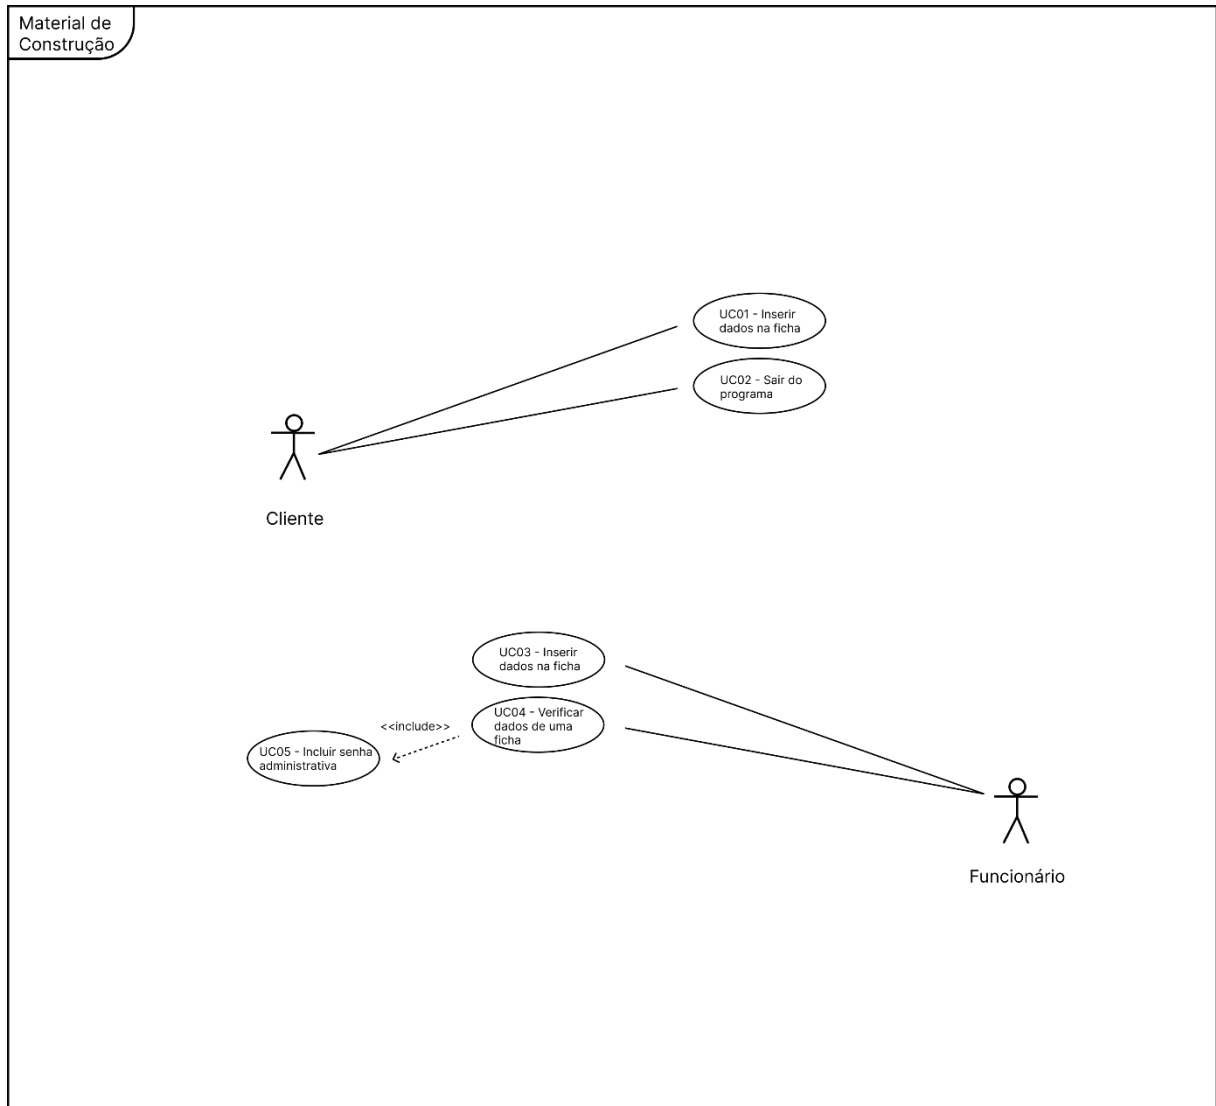 Material de
Construção
UC01 - Inserir
dados na ficha
UC02 - Sair do
programa
Cliente
UC03 - Inserir
dados na ficha
UC04 - Verificar
dados de uma
ficha
<<include>>
UC05 - Incluir senha
administrativa
Funcionário